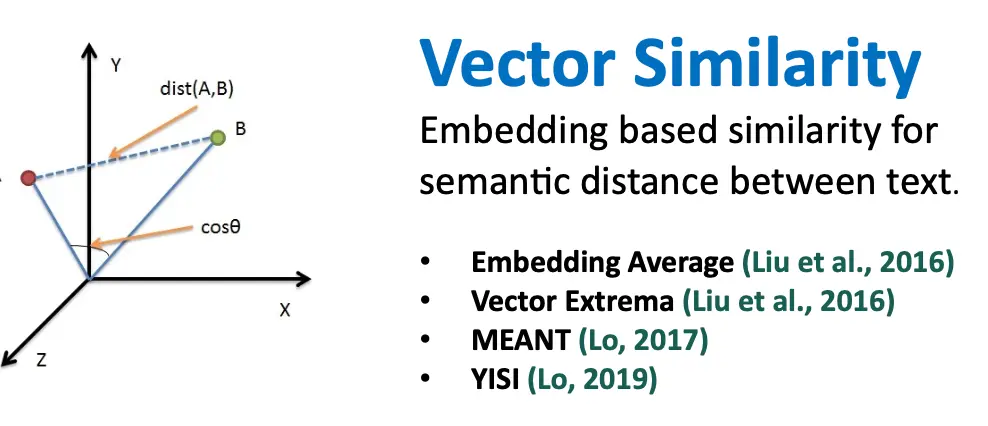 Vector Similarity
Embedding based similarity for
semantic distance between text.
• Embedding Average (Liu et al., 2016)
• Vector Extrema (Liu et al., 2016)
• MEANT (Lo, 2017)
• YISI (Lo, 2019)
Y
dist(A,B)
B
cosθ
X
Z